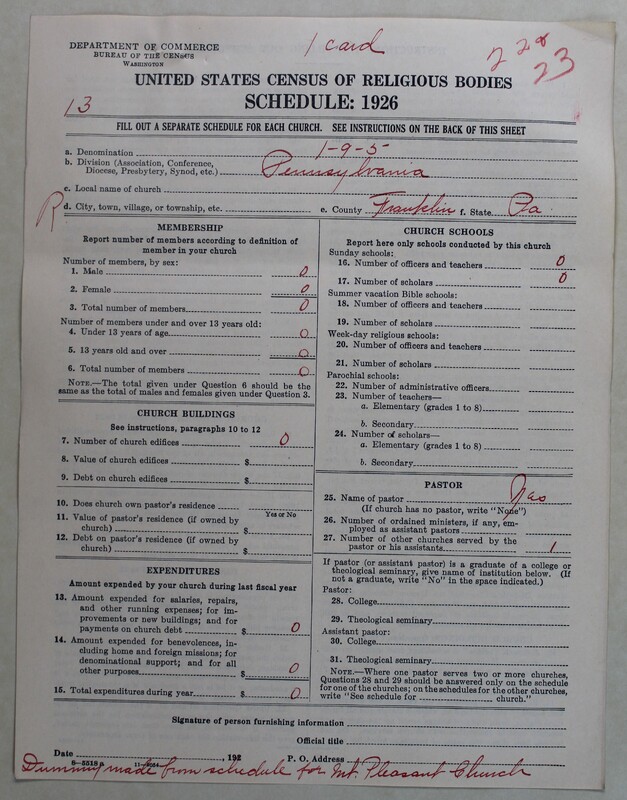 DEPARTMENT OF COMMERCE
BUREAU OF THE CENSUS
WASHINGTON
1 card
228
23
UNITED STATES CENSUS OF RELIGIOUS BODIES
SCHEDULE: 1926
13
FILL OUT A SEPARATE SCHEDULE FOR EACH CHURCH. SEE INSTRUCTIONS ON THE BACK OF THIS SHEET
a. Denomination 1-9-5
b. Division (Association, Conference,
Diocese, Presbytery, Synod, etc.) Pennsylvania
c. Local name of church
R d. City, town, village, or township, etc. e. County Franklin f. State Pa
MEMBERSHIP
Report number of members according to definition of
member in your church
Number of members, by sex:
1. Male 0
2. Female 0
3. Total number of members 0
Number of members under and over 13 years old:
4. Under 13 years of age 0
5. 13 years old and over 0
6. Total number of members 0
NOTE.—The total given under Question 6 should be the
same as the total of males and females given under Question 3.
CHURCH BUILDINGS
See instructions, paragraphs 10 to 12
7. Number of church edifices 0
8. Value of church edifices $
9. Debt on church edifices $
10. Does church own pastor's residence
Yes or No
11. Value of pastor's residence (if owned by
church) $
12. Debt on pastor's residence (if owned by
church) $
EXPENDITURES
Amount expended by your church during last fiscal year
13. Amount expended for salaries, repairs,
and other running expenses; for im-
provements or new buildings; and for
payments on church debt $ 0
14. Amount expended for benevolences, in-
cluding home and foreign missions; for
denominational support; and for all
other purposes $ 0
15. Total expenditures during year $ 0
CHURCH SCHOOLS
Report here only schools conducted by this church
Sunday schools:
16. Number of officers and teachers 0
17. Number of scholars 0
Summer vacation Bible schools:
18. Number of officers and teachers
19. Number of scholars
Week-day religious schools:
20. Number of officers and teachers
21. Number of scholars
Parochial schools:
22. Number of administrative officers
23. Number of teachers—
a. Elementary (grades 1 to 8)
b. Secondary
24. Number of scholars—
a. Elementary (grades 1 to 8)
b. Secondary
PASTOR
25. Name of pastor
(If church has no pastor, write "None")
26. Number of ordained ministers, if any, em-
ployed as assistant pastors
27. Number of other churches served by the
pastor or his assistants 1
If pastor (or assistant pastor) is a graduate of a college or
theological seminary, give name of institution below. (If
not a graduate, write "No" in the space indicated.)
Pastor:
28. College
29. Theological seminary
Assistant pastor:
30. College
31. Theological seminary
NOTE.—Where one pastor serves two or more churches,
Questions 28 and 29 should be answered only on the schedule
for one of the churches; on the schedules for the other churches,
write "See schedule for church."
Signature of person furnishing information
Official title
Date , 192 P. O. Address
Dummy made from schedule for Mt. Pleasant Church